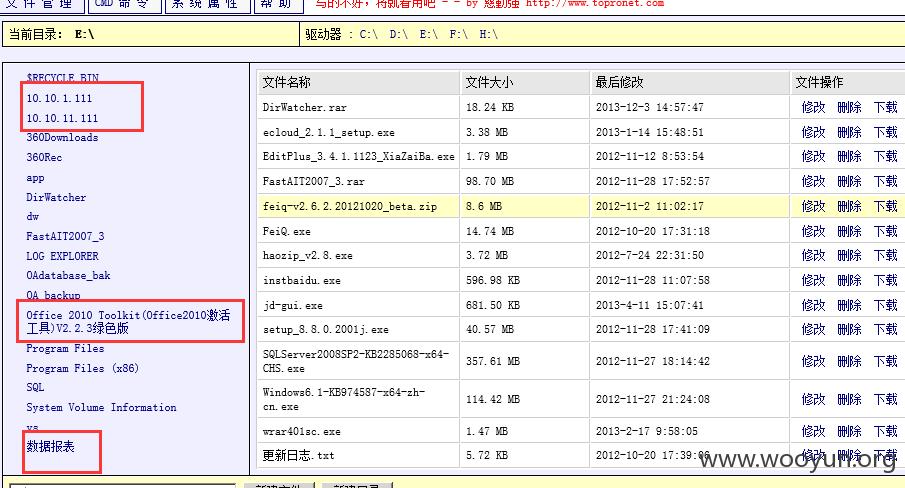 文 件 管 理 CMD 命 令 系 统 属 性 帮 助 写的不好，将就看用吧 - - by 慈勤強 http://www.topronet.com
当前目录： E:\ 驱动器 : C:\ D:\ E:\ F:\ H:\
$RECYCLE.BIN
10.10.1.111
10.10.11.111
360Downloads
360Rec
app
DirWatcher
dw
FastAIT2007_3
LOG EXPLORER
OAdatabase_bak
OA_backup
Office 2010 Toolkit(Office2010激活
工具)V2.2.3绿色版
Program Files
Program Files (x86)
SQL
System Volume Information
数据报表
文件名称 文件大小 最后修改 文件操作
DirWatcher.rar 18.24 KB 2013-12-3 14:57:47 修改 删除 下载
ecloud_2.1.1_setup.exe 3.38 MB 2013-1-14 15:48:51 修改 删除 下载
EditPlus_3.4.1.1123_XiaZaiBa.exe 1.79 MB 2012-11-12 8:53:54 修改 删除 下载
FastAIT2007_3.rar 98.70 MB 2012-11-28 17:52:57 修改 删除 下载
feiq-v2.6.2.20121020_beta.zip 8.6 MB 2012-11-2 11:02:17 修改 删除 下载
FeiQ.exe 14.74 MB 2012-10-20 17:31:18 修改 删除 下载
haozip_v2.8.exe 3.72 MB 2012-7-24 22:31:50 修改 删除 下载
instbaidu.exe 596.98 KB 2012-11-28 11:07:58 修改 删除 下载
jd-gui.exe 681.50 KB 2013-4-11 15:07:41 修改 删除 下载
setup_8.8.0.2001j.exe 40.57 MB 2012-11-28 17:41:09 修改 删除 下载
SQLServer2008SP2-KB2285068-x64-
CHS.exe 357.61 MB 2012-11-27 18:14:42 修改 删除 下载
Windows6.1-KB974587-x64-zh-
cn.exe 114.42 MB 2012-11-27 21:24:08 修改 删除 下载
wrar401sc.exe 1.47 MB 2013-2-17 9:58:05 修改 删除 下载
更新日志.txt 5.72 KB 2012-10-20 17:39:06 修改 删除 下载
www.wooyun.org
新建文件 新建目录